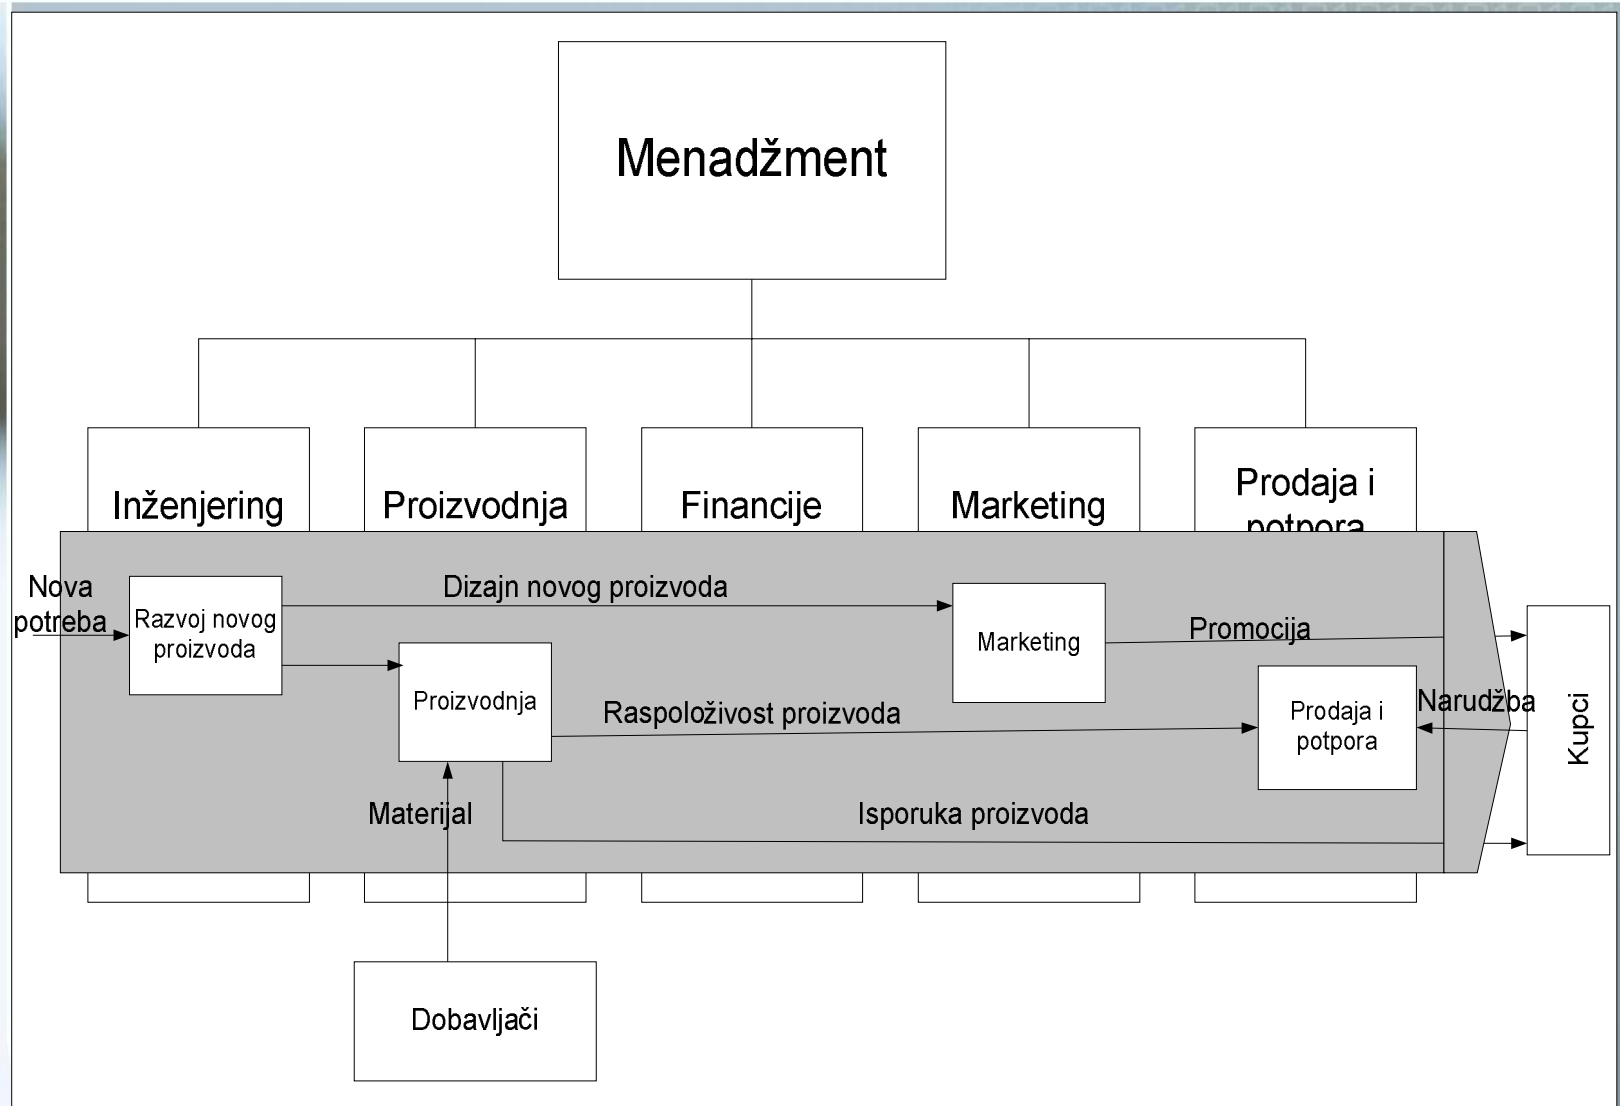 Menadžment
Inženjering
Proizvodnja
Financije
Marketing
Prodaja i
potpora
Nova
potreba
Razvoj novog
proizvoda
Dizajn novog proizvoda
Marketing
Promocija
Proizvodnja
Raspoloživost proizvoda
Prodaja i
potpora
Narudžba
Kupci
Materijal
Isporuka proizvoda
Dobavljači